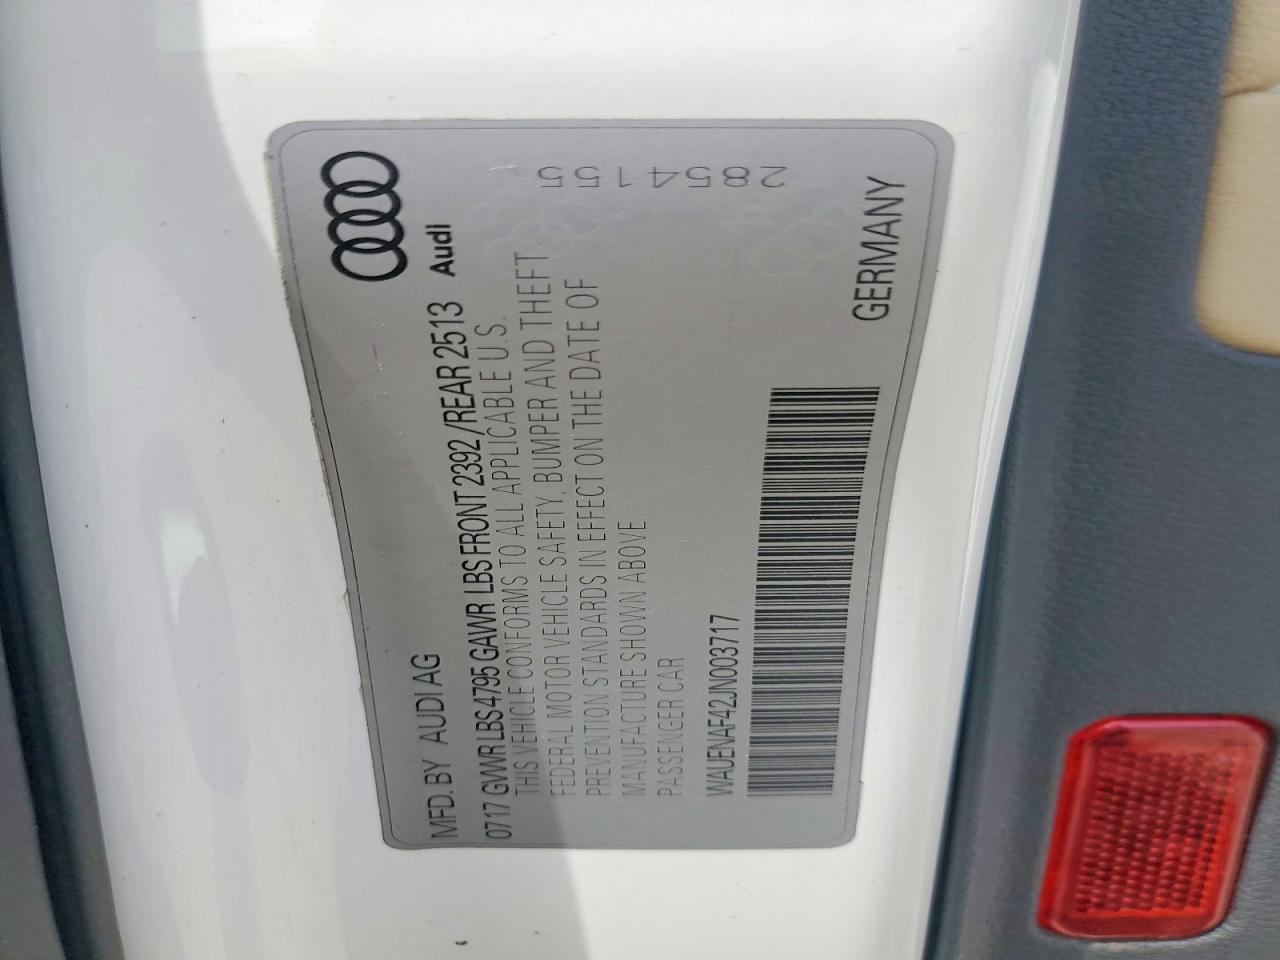 MFD. BY AUDI AG
0717 GVWR LBS 4795 GAWR LBS FRONT 2392 / REAR 2513 Audi
THIS VEHICLE CONFORMS TO ALL APPLICABLE U.S.
FEDERAL MOTOR VEHICLE SAFETY, BUMPER AND THEFT
PREVENTION STANDARDS IN EFFECT ON THE DATE OF
MANUFACTURE SHOWN ABOVE
PASSENGER CAR
WAUENAF42JN003717
GERMANY
2854155